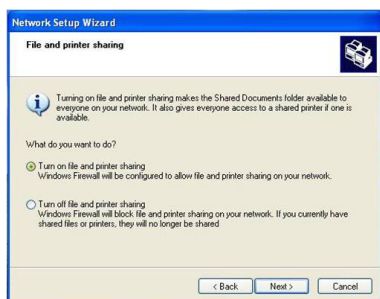 Network Setup Wizard
File and printer sharing
Turning on file and printer sharing makes the Shared Documents folder available to
everyone on your network. It also gives everyone access to a shared printer if one is
available.
What do you want to do?
Turn on file and printer sharing
Windows Firewall will be configured to allow file and printer sharing on your network.
Turn off file and printer sharing
Windows Firewall will block file and printer sharing on your network. If you currently have
shared files or printers, they will no longer be shared
< Back Next > Cancel